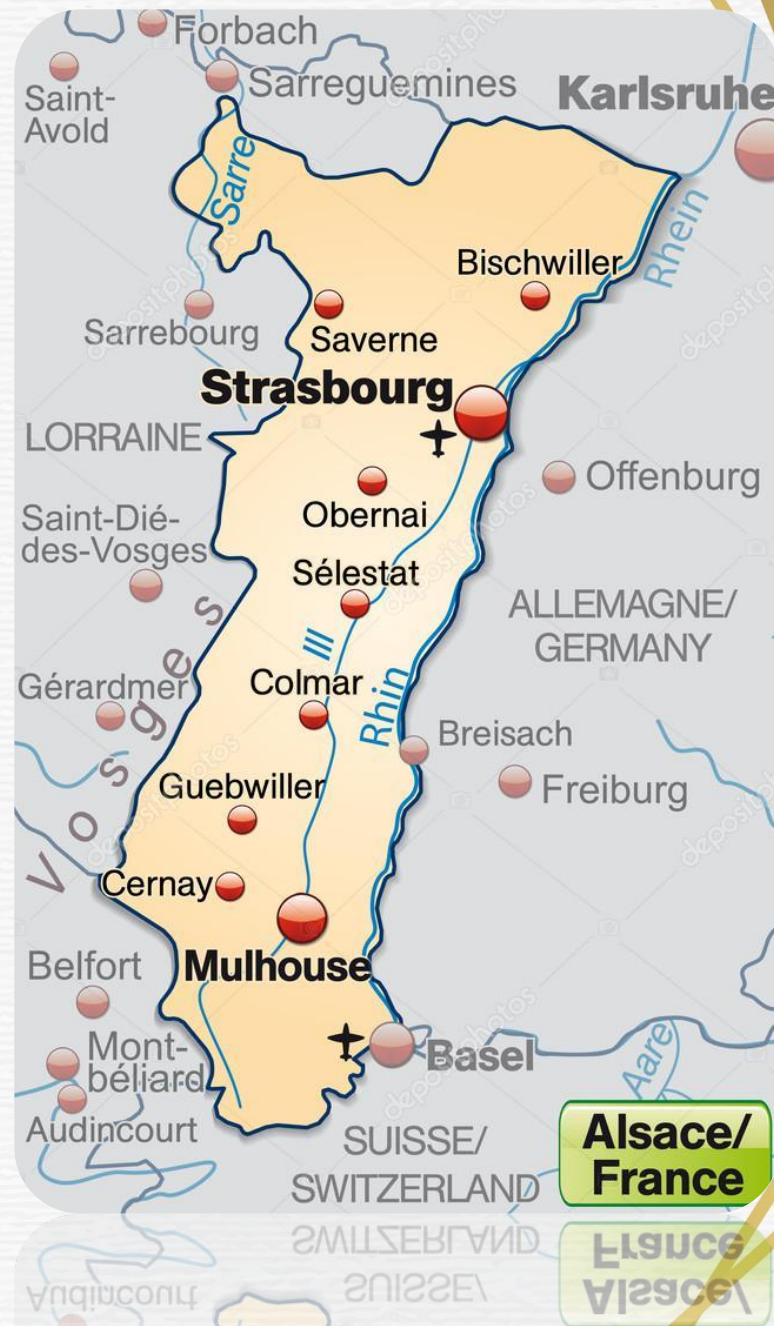 Forbach
Sarreguemines
Saint-
Avold
Karlsruhe
Sarre
Rhein
Bischwiller
Sarrebourg
Saverne
Strasbourg
LORRAINE
Offenburg
Obernai
Saint-Dié-
des-Vosges
Sélestat
ALLEMAGNE/
GERMANY
Vosges
Ill
Colmar
Rhin
Gérardmer
Breisach
Guebwiller
Freiburg
Cernay
Mulhouse
Belfort
Mont-
béliard
Basel
Aare
Audincourt
SUISSE/
SWITZERLAND
Alsace/
France
depositphotos